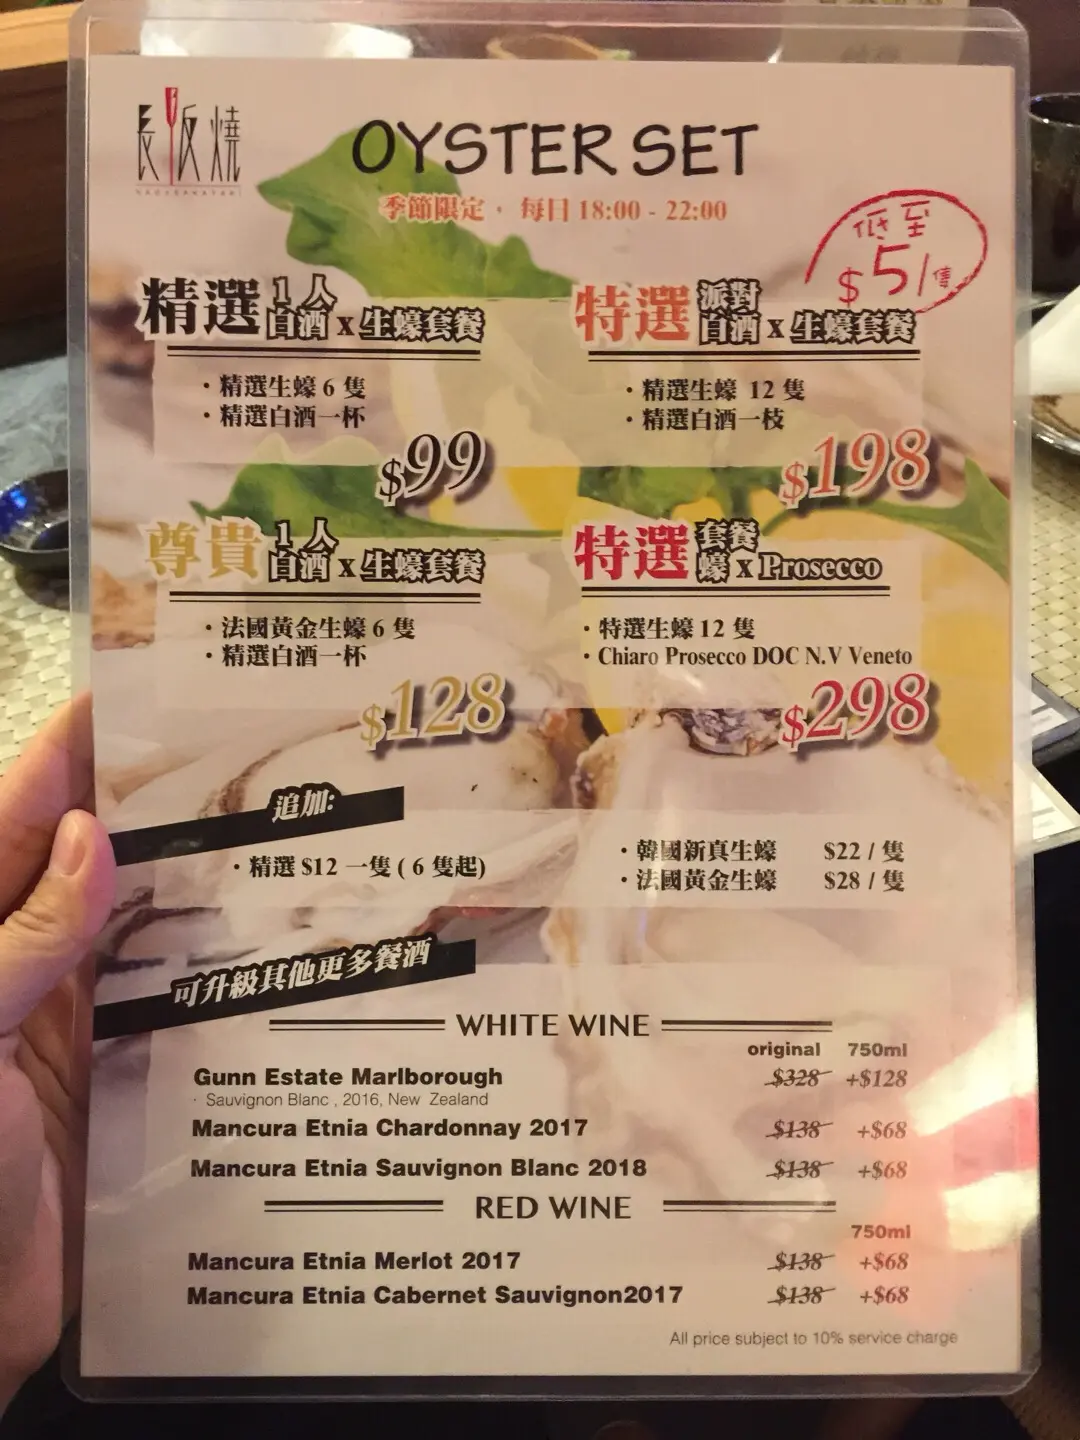 長坂燒
NAGASAKAYAKI
OYSTER SET
季節限定， 每日 18:00 - 22:00
低至
$5/隻
精選 1人
白酒 x 生蠔套餐
・精選生蠔 6 隻
・精選白酒一杯
$99
特選 派對
白酒 x 生蠔套餐
・精選生蠔 12 隻
・精選白酒一枝
$198
尊貴 1人
白酒 x 生蠔套餐
・法國黃金生蠔 6 隻
・精選白酒一杯
$128
特選 套餐
蠔 x Prosecco
・特選生蠔 12 隻
・Chiaro Prosecco DOC N.V Veneto
$298
追加:
・精選 $12 一隻 ( 6 隻起)
・韓國新真生蠔 $22 / 隻
・法國黃金生蠔 $28 / 隻
可升級其他更多餐酒
WHITE WINE
original 750ml
Gunn Estate Marlborough $328 +$128
· Sauvignon Blanc , 2016, New Zealand
Mancura Etnia Chardonnay 2017 $138 +$68
Mancura Etnia Sauvignon Blanc 2018 $138 +$68
RED WINE
750ml
Mancura Etnia Merlot 2017 $138 +$68
Mancura Etnia Cabernet Sauvignon2017 $138 +$68
All price subject to 10% service charge